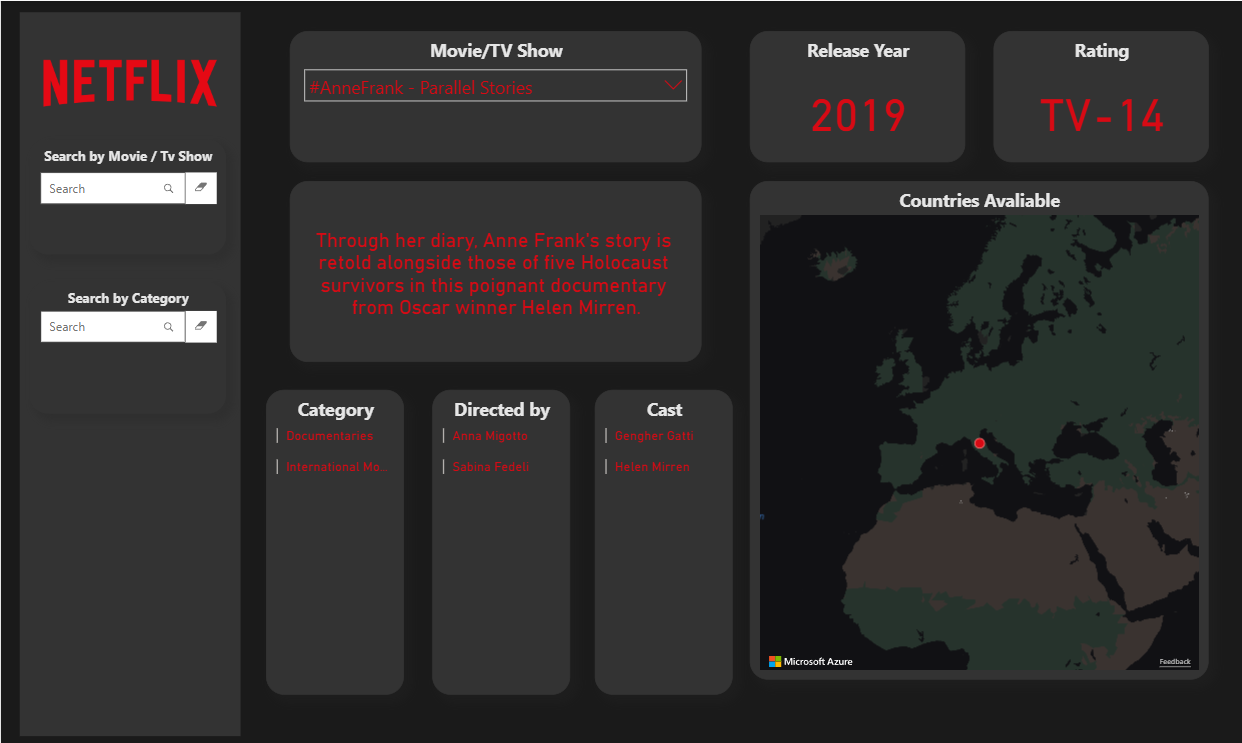 NETFLIX
Search by Movie / Tv Show
Search
Search by Category
Search
Movie/TV Show
#AnneFrank - Parallel Stories
Release Year
2019
Rating
TV-14
Through her diary, Anne Frank's story is
retold alongside those of five Holocaust
survivors in this poignant documentary
from Oscar winner Helen Mirren.
Category
Documentaries
International Mo...
Directed by
Anna Migotto
Sabina Fedeli
Cast
Gengher Gatti
Helen Mirren
Countries Avaliable
Microsoft Azure
Feedback